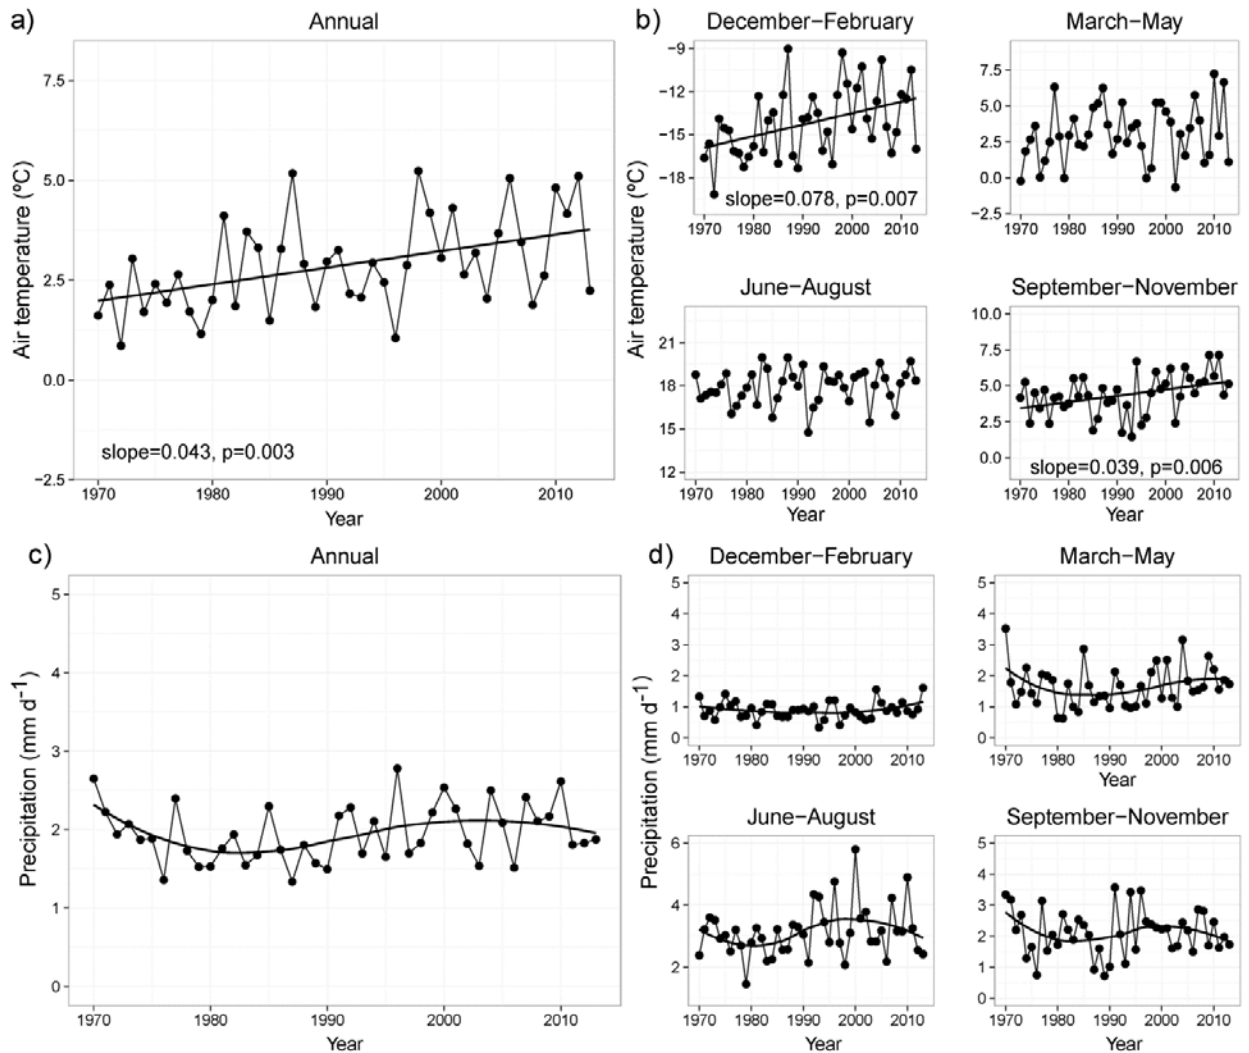 a)
Annual
7.5
5.0
2.5
0.0
−2.5
Air temperature (ºC)
slope=0.043, p=0.003
1970 1980 1990 2000 2010
Year
b)
December−February
−9
−12
−15
−18
Air temperature (ºC)
slope=0.078, p=0.007
1970 1980 1990 2000 2010
March−May
7.5
5.0
2.5
0.0
−2.5
1970 1980 1990 2000 2010
June−August
21
18
15
12
1970 1980 1990 2000 2010
Year
September−November
10.0
7.5
5.0
2.5
0.0
slope=0.039, p=0.006
1970 1980 1990 2000 2010
Year
c)
Annual
5
4
3
2
1
0
Precipitation (mm d⁻¹)
1970 1980 1990 2000 2010
Year
d)
December−February
5
4
3
2
1
0
Precipitation (mm d⁻¹)
1970 1980 1990 2000 2010
March−May
5
4
3
2
1
0
1970 1980 1990 2000 2010
Year
June−August
6
4
2
1970 1980 1990 2000 2010
Year
September−November
5
4
3
2
1
0
1970 1980 1990 2000 2010
Year